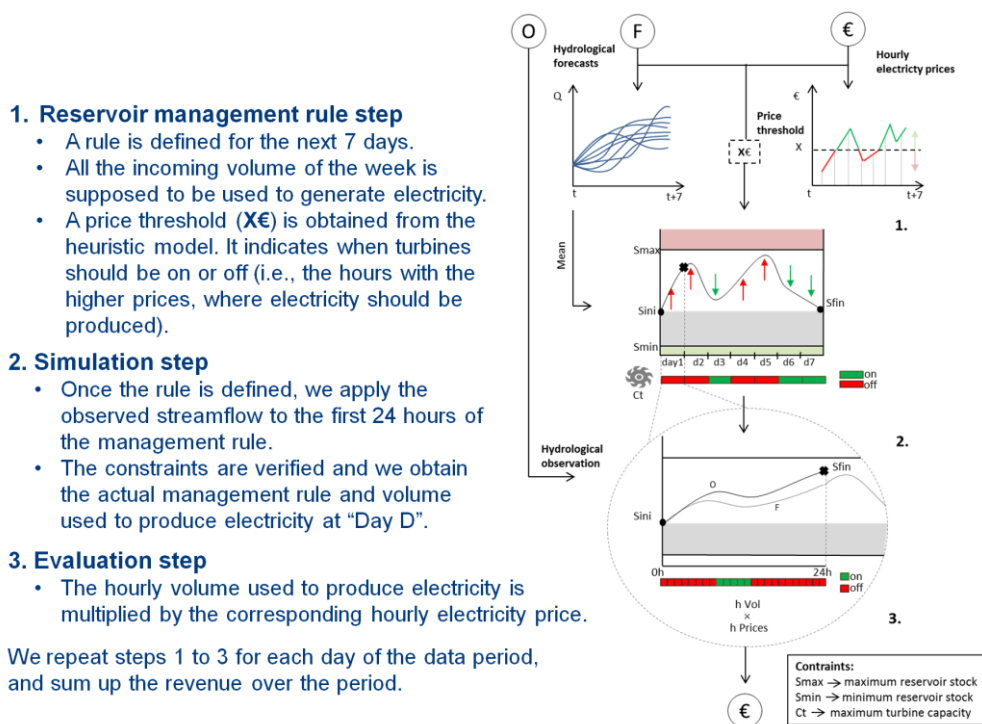 1. Reservoir management rule step
• A rule is defined for the next 7 days.
• All the incoming volume of the week is
supposed to be used to generate electricity.
• A price threshold (X€) is obtained from the
heuristic model. It indicates when turbines
should be on or off (i.e., the hours with the
higher prices, where electricity should be
produced).
2. Simulation step
• Once the rule is defined, we apply the
observed streamflow to the first 24 hours of
the management rule.
• The constraints are verified and we obtain
the actual management rule and volume
used to produce electricity at “Day D”.
3. Evaluation step
• The hourly volume used to produce electricity is
multiplied by the corresponding hourly electricity price.
We repeat steps 1 to 3 for each day of the data period,
and sum up the revenue over the period.
O
F
€
Hydrological
forecasts
Hourly
electricty prices
Q
t
t+7
Price
threshold
X€
€
X
t
t+7
1.
Mean
Smax
Sini
Smin
Sfin
day1 d2 d3 d4 d5 d6 d7
Ct
on
off
2.
Hydrological
observation
Sini
O
F
Sfin
0h
24h
on
off
h Vol
×
h Prices
3.
€
Contraints:
Smax → maximum reservoir stock
Smin → minimum reservoir stock
Ct → maximum turbine capacity